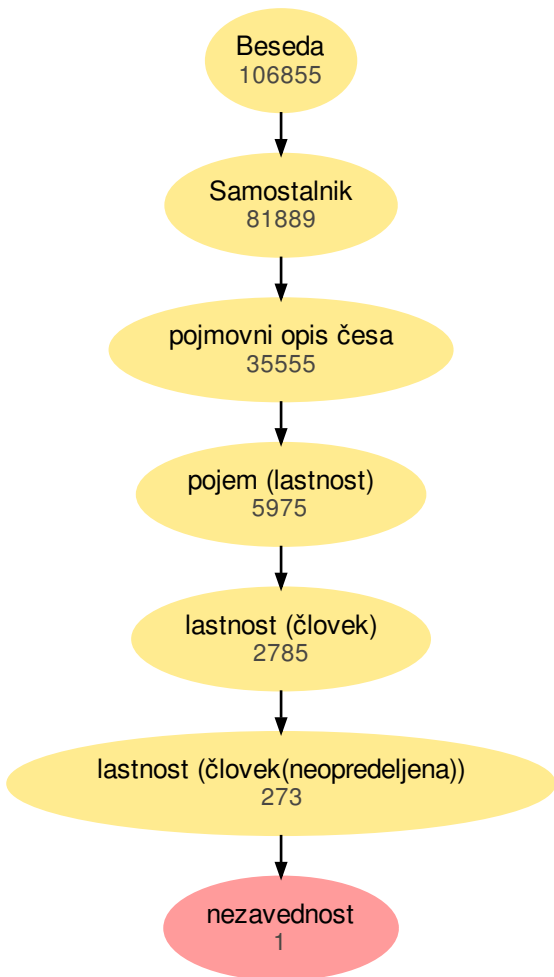 Beseda
106855
Samostalnik
81889
pojmovni opis česa
35555
pojem (lastnost)
5975
lastnost (človek)
2785
lastnost (človek(neopredeljena))
273
nezavednost
1